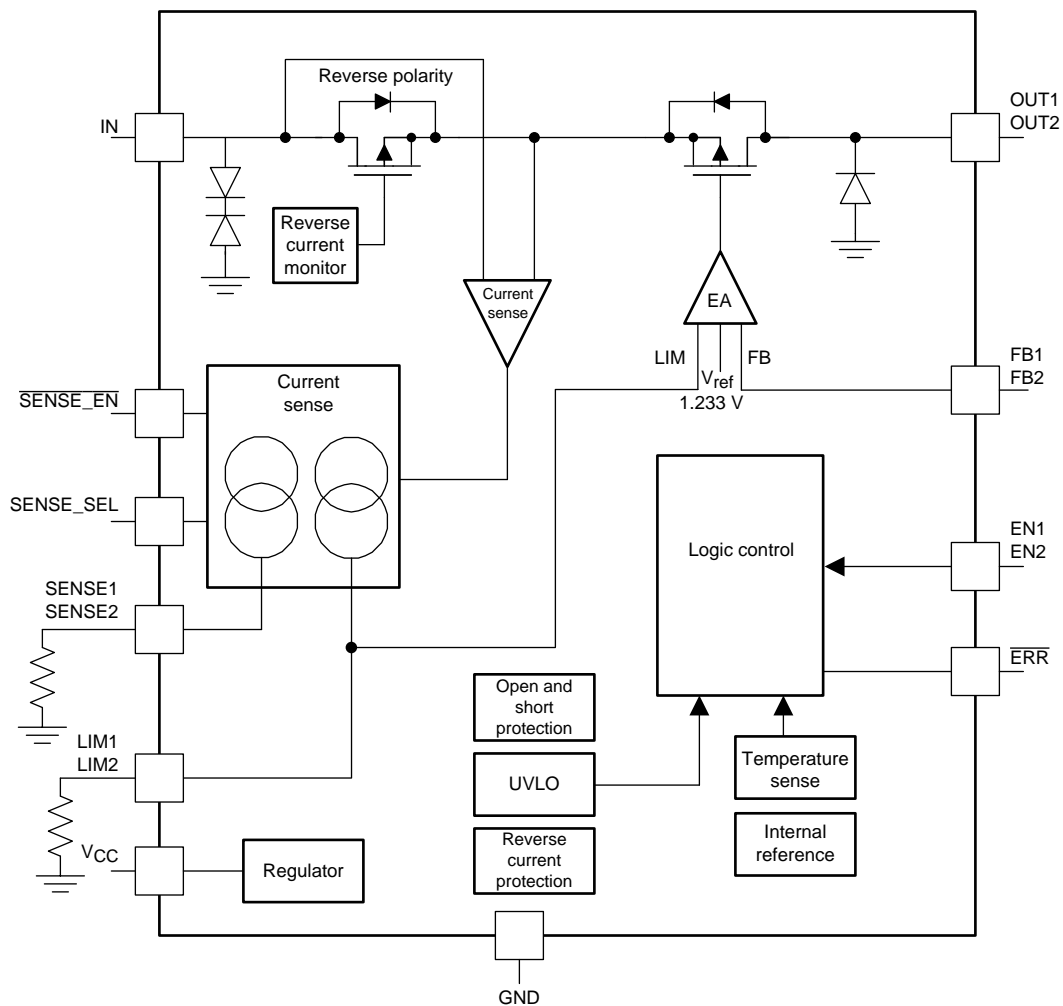 Reverse polarity
IN
OUT1
OUT2
Reverse
current
monitor
Current
sense
EA
LIM
FB
Vref
1.233 V
FB1
FB2
SENSE_EN
Current
sense
SENSE_SEL
Logic control
EN1
EN2
SENSE1
SENSE2
ERR
Open and
short
protection
LIM1
LIM2
UVLO
Temperature
sense
VCC
Regulator
Reverse
current
protection
Internal
reference
GND